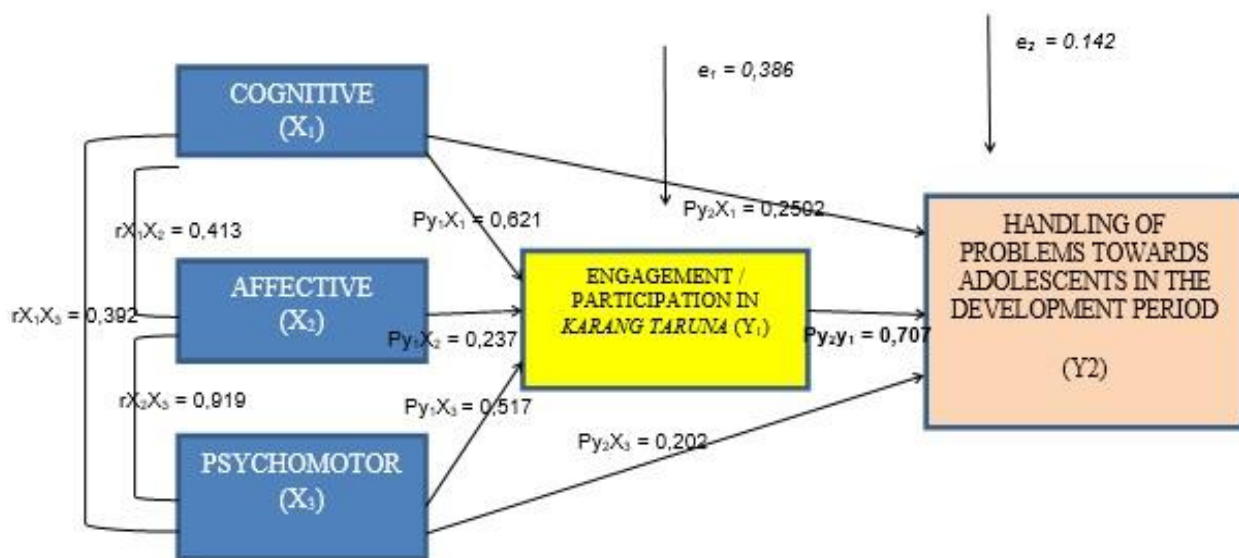 e₂ = 0.142
e₁ = 0,386
COGNITIVE
(X₁)
Py₁X₁ = 0,621
Py₂X₁ = 0,2502
rX₁X₂ = 0,413
HANDLING OF
PROBLEMS TOWARDS
ADOLESCENTS IN THE
DEVELOPMENT PERIOD
(Y2)
AFFECTIVE
(X₂)
ENGAGEMENT /
PARTICIPATION IN
KARANG TARUNA (Y₁)
rX₁X₃ = 0,392
Py₁X₂ = 0,237
Py₂y₁ = 0,707
rX₂X₃ = 0,919
Py₁X₃ = 0,517
Py₂X₃ = 0,202
PSYCHOMOTOR
(X₃)